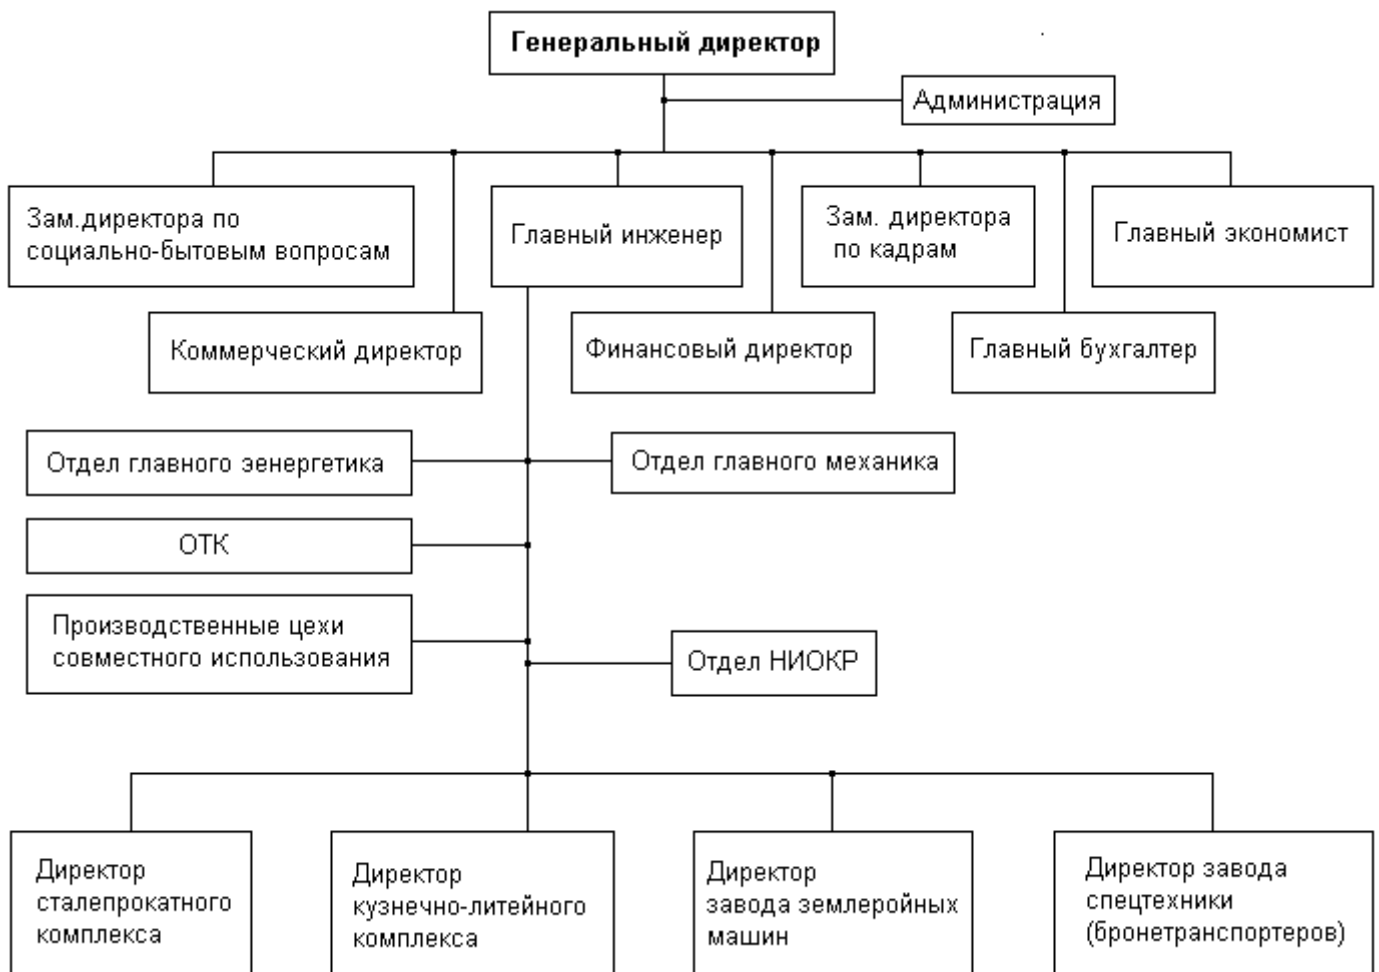 Генеральный директор
Администрация
Зам.директора по
социально-бытовым вопросам
Главный инженер
Зам. директора
по кадрам
Главный экономист
Коммерческий директор
Финансовый директор
Главный бухгалтер
Отдел главного эенергетика
Отдел главного механика
ОТК
Производственные цехи
совместного использования
Отдел НИОКР
Директор
сталепрокатного
комплекса
Директор
кузнечно-литейного
комплекса
Директор
завода землеройных
машин
Директор завода
спецтехники
(бронетранспортеров)